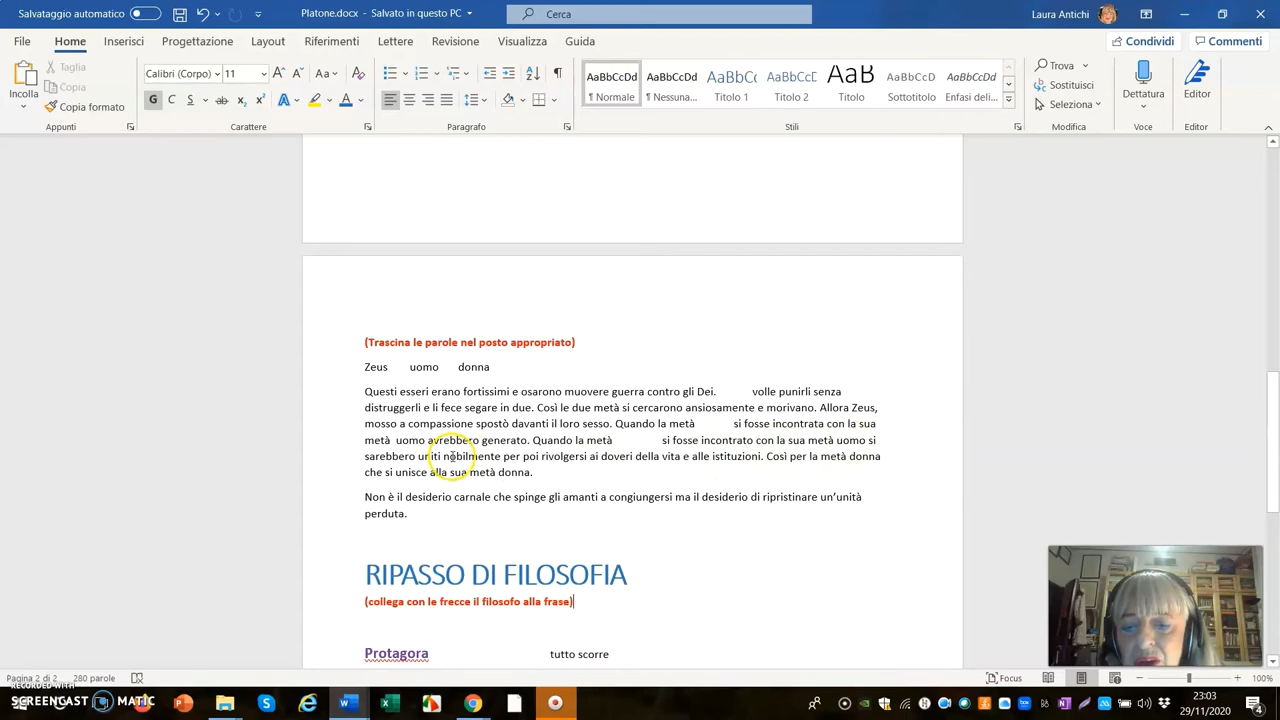 Salvataggio automatico Platone.docx - Salvato in questo PC Cerca Laura Antichi
File Home Inserisci Progettazione Layout Riferimenti Lettere Revisione Visualizza Guida Condividi Commenti
Incolla Taglia Copia Copia formato
Calibri (Corpo) 11 Aa
G C S ab x₂ x² A A
AaBbCcDd AaBbCcDd AaBbCc AaBbCcD AaB AaBbCcD AaBbCcDd
¶ Normale ¶ Nessuna... Titolo 1 Titolo 2 Titolo Sottotitolo Enfasi deli...
Trova Sostituisci Seleziona
Dettatura Editor
Appunti Carattere Paragrafo Stili Modifica Voce Editor
(Trascina le parole nel posto appropriato)
Zeus uomo donna
Questi esseri erano fortissimi e osarono muovere guerra contro gli Dei. volle punirli senza
distruggerli e li fece segare in due. Così le due metà si cercarono ansiosamente e morivano. Allora Zeus,
mosso a compassione spostò davanti il loro sesso. Quando la metà si fosse incontrata con la sua
metà uomo avrebbero generato. Quando la metà si fosse incontrato con la sua metà uomo si
sarebbero uniti nobilmente per poi rivolgersi ai doveri della vita e alle istituzioni. Così per la metà donna
che si unisce alla sua metà donna.
Non è il desiderio carnale che spinge gli amanti a congiungersi ma il desiderio di ripristinare un'unità
perduta.
RIPASSO DI FILOSOFIA
(collega con le frecce il filosofo alla frase)
Protagora tutto scorre
Pagina 2 di 2 280 parole Focus 100%
RECORDED WITH
SCREENCAST MATIC
23:03
29/11/2020